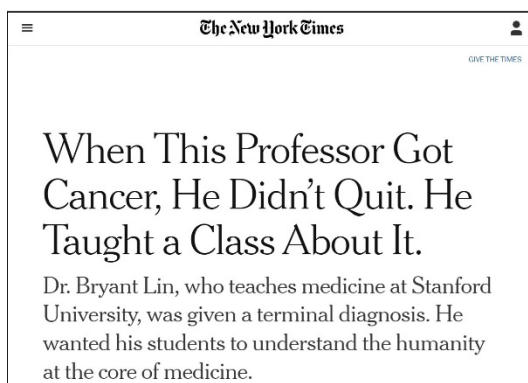 The New York Times
GIVE THE TIMES
When This Professor Got
Cancer, He Didn’t Quit. He
Taught a Class About It.
Dr. Bryant Lin, who teaches medicine at Stanford
University, was given a terminal diagnosis. He
wanted his students to understand the humanity
at the core of medicine.